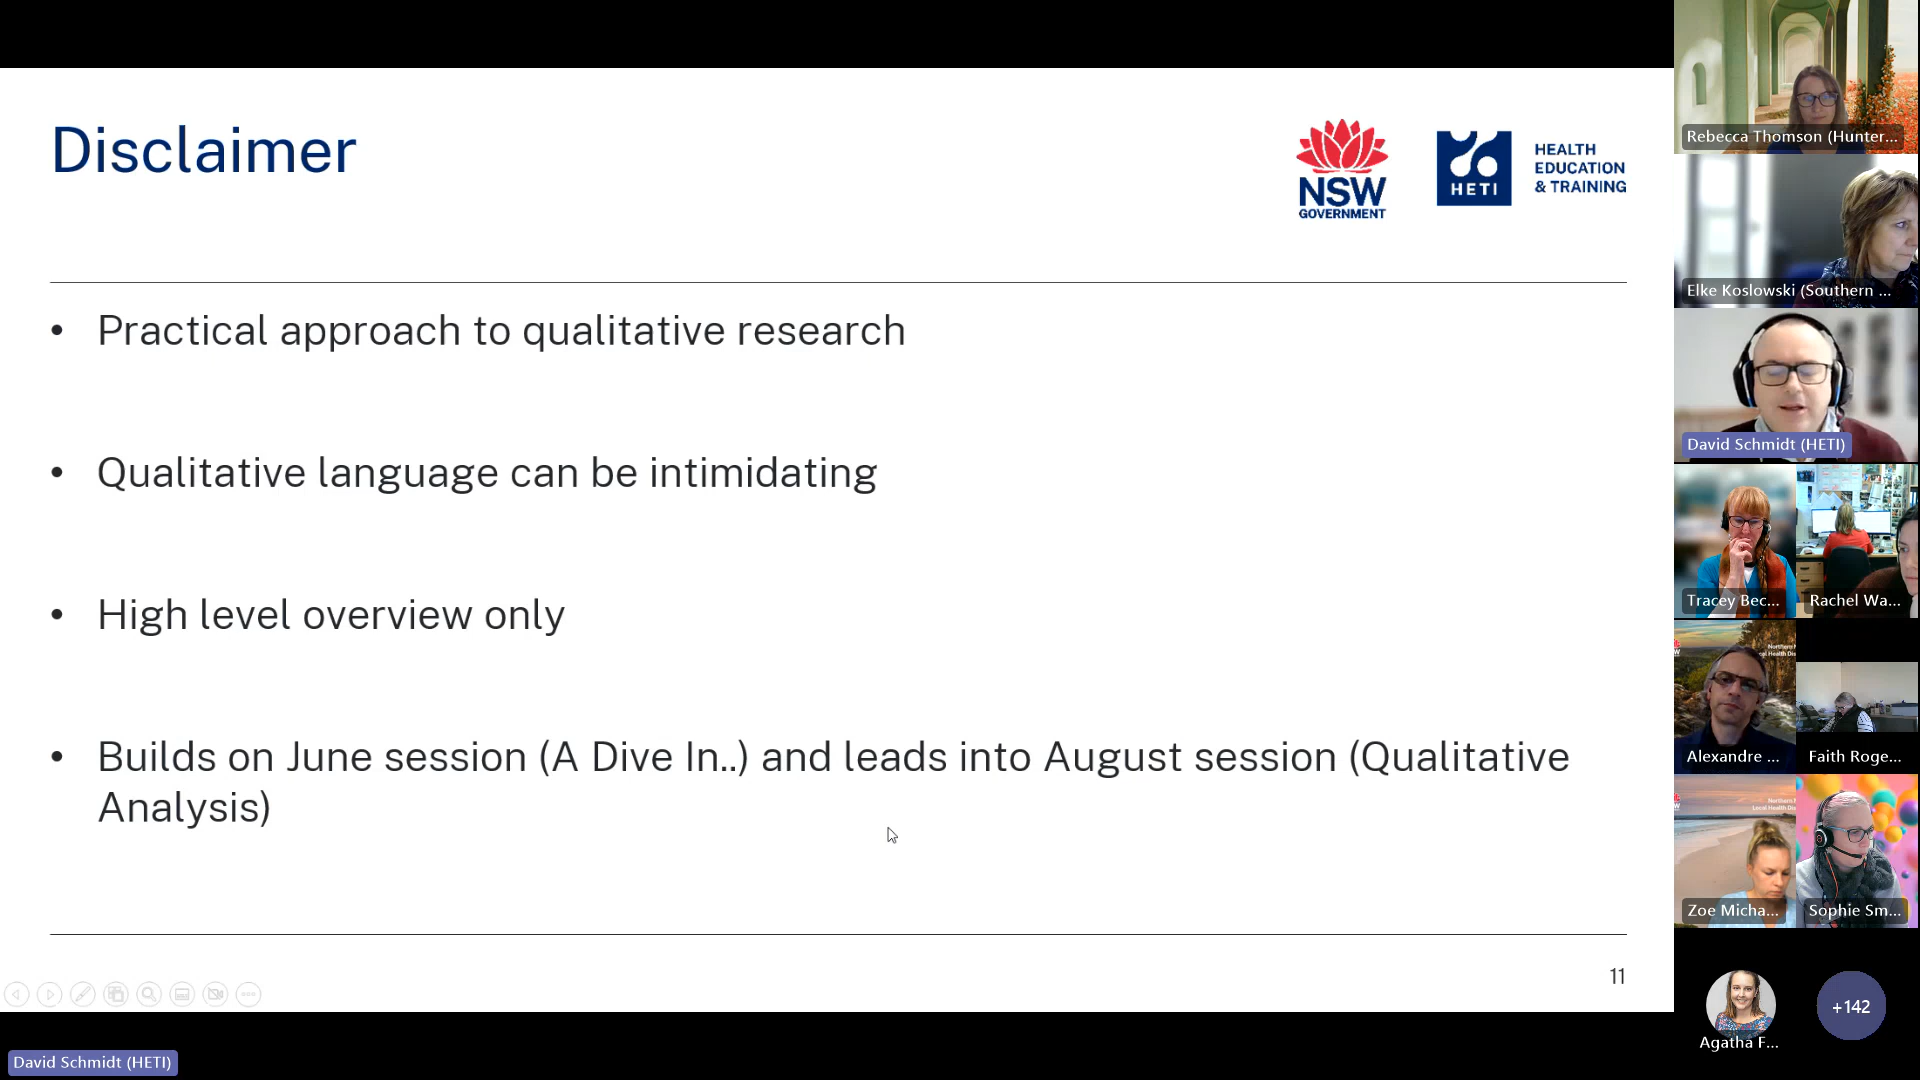 Disclaimer
NSW
GOVERNMENT
HETI
HEALTH
EDUCATION
& TRAINING
• Practical approach to qualitative research
• Qualitative language can be intimidating
• High level overview only
• Builds on June session (A Dive In..) and leads into August session (Qualitative
Analysis)
11
David Schmidt (HETI)
Rebecca Thomson (Hunter...
Elke Koslowski (Southern ...
David Schmidt (HETI)
Tracey Bec...
Rachel Wa...
Alexandre ...
Faith Roge...
Zoe Micha...
Sophie Sm...
Agatha F...
+142